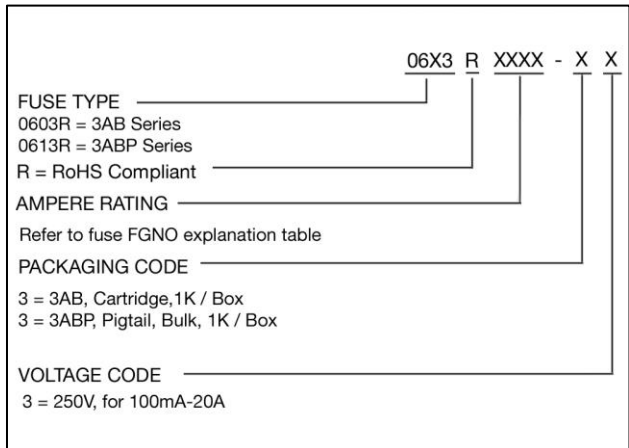 06X3 R XXXX - X X
FUSE TYPE
0603R = 3AB Series
0613R = 3ABP Series
R = RoHS Compliant
AMPERE RATING
Refer to fuse FGNO explanation table
PACKAGING CODE
3 = 3AB, Cartridge,1K / Box
3 = 3ABP, Pigtail, Bulk, 1K / Box
VOLTAGE CODE
3 = 250V, for 100mA-20A